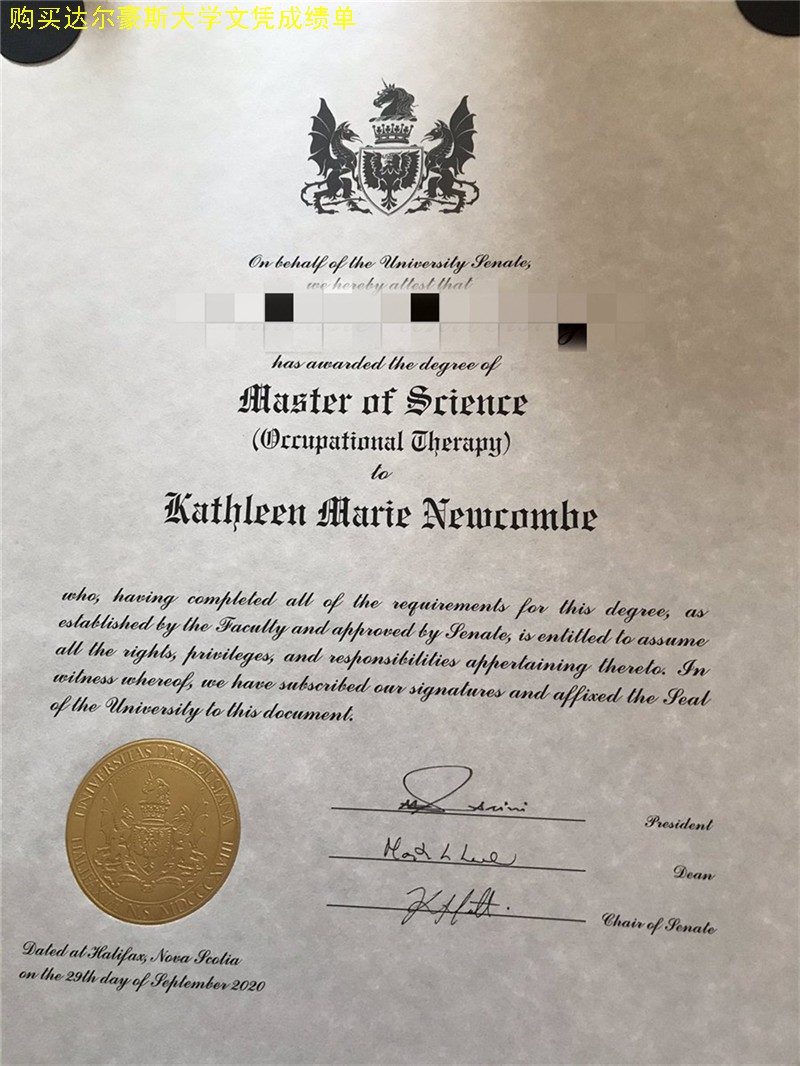 购买达尔豪斯大学文凭成绩单
On behalf of the University Senate,
we hereby attest that
has awarded the degree of
Master of Science
(Occupational Therapy)
to
Kathleen Marie Newcombe
who, having completed all of the requirements for this degree, as
established by the Faculty and approved by Senate, is entitled to assume
all the rights, privileges, and responsibilities appertaining thereto. In
witness whereof, we have subscribed our signatures and affixed the Seal
of the University to this document.
UNIVERSITAS DALHOUSIANA
President
Dean
Chair of Senate
Dated at Halifax, Nova Scotia
on the 29th day of September 2020